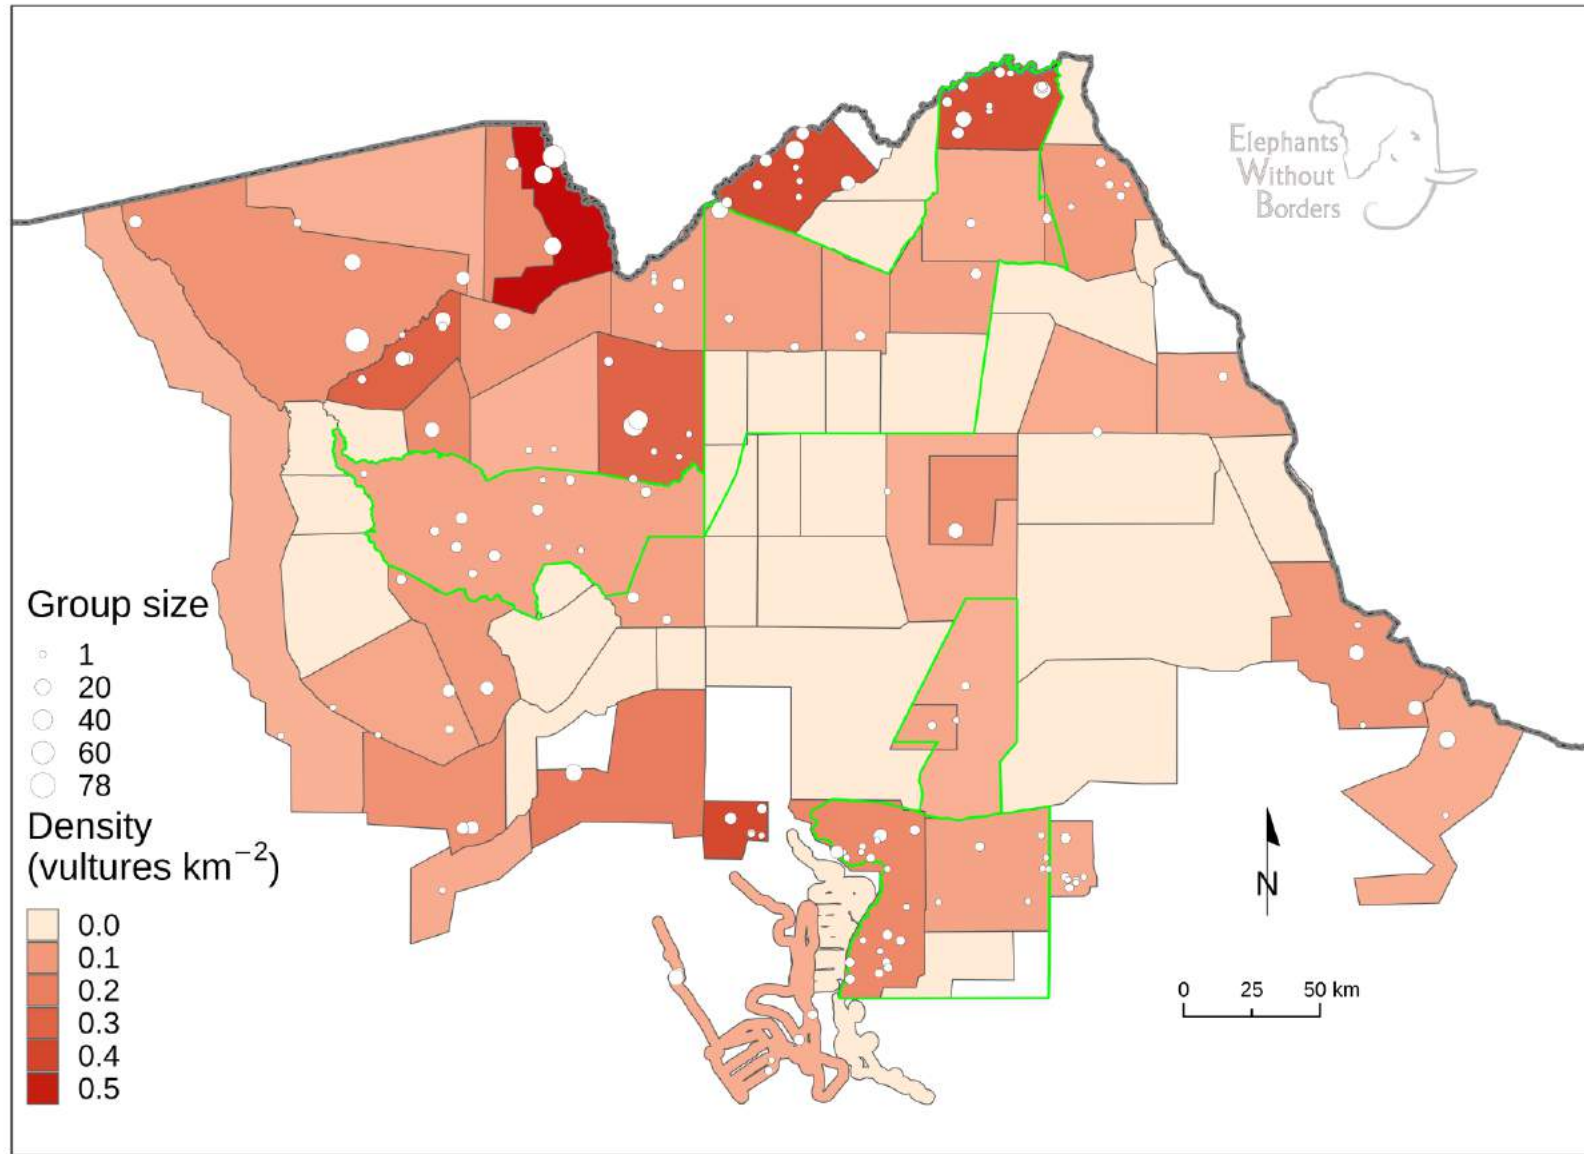 Elephants
Without
Borders
Group size
1
20
40
60
78
Density
(vultures km−2)
0.0
0.1
0.2
0.3
0.4
0.5
N
0 25 50 km